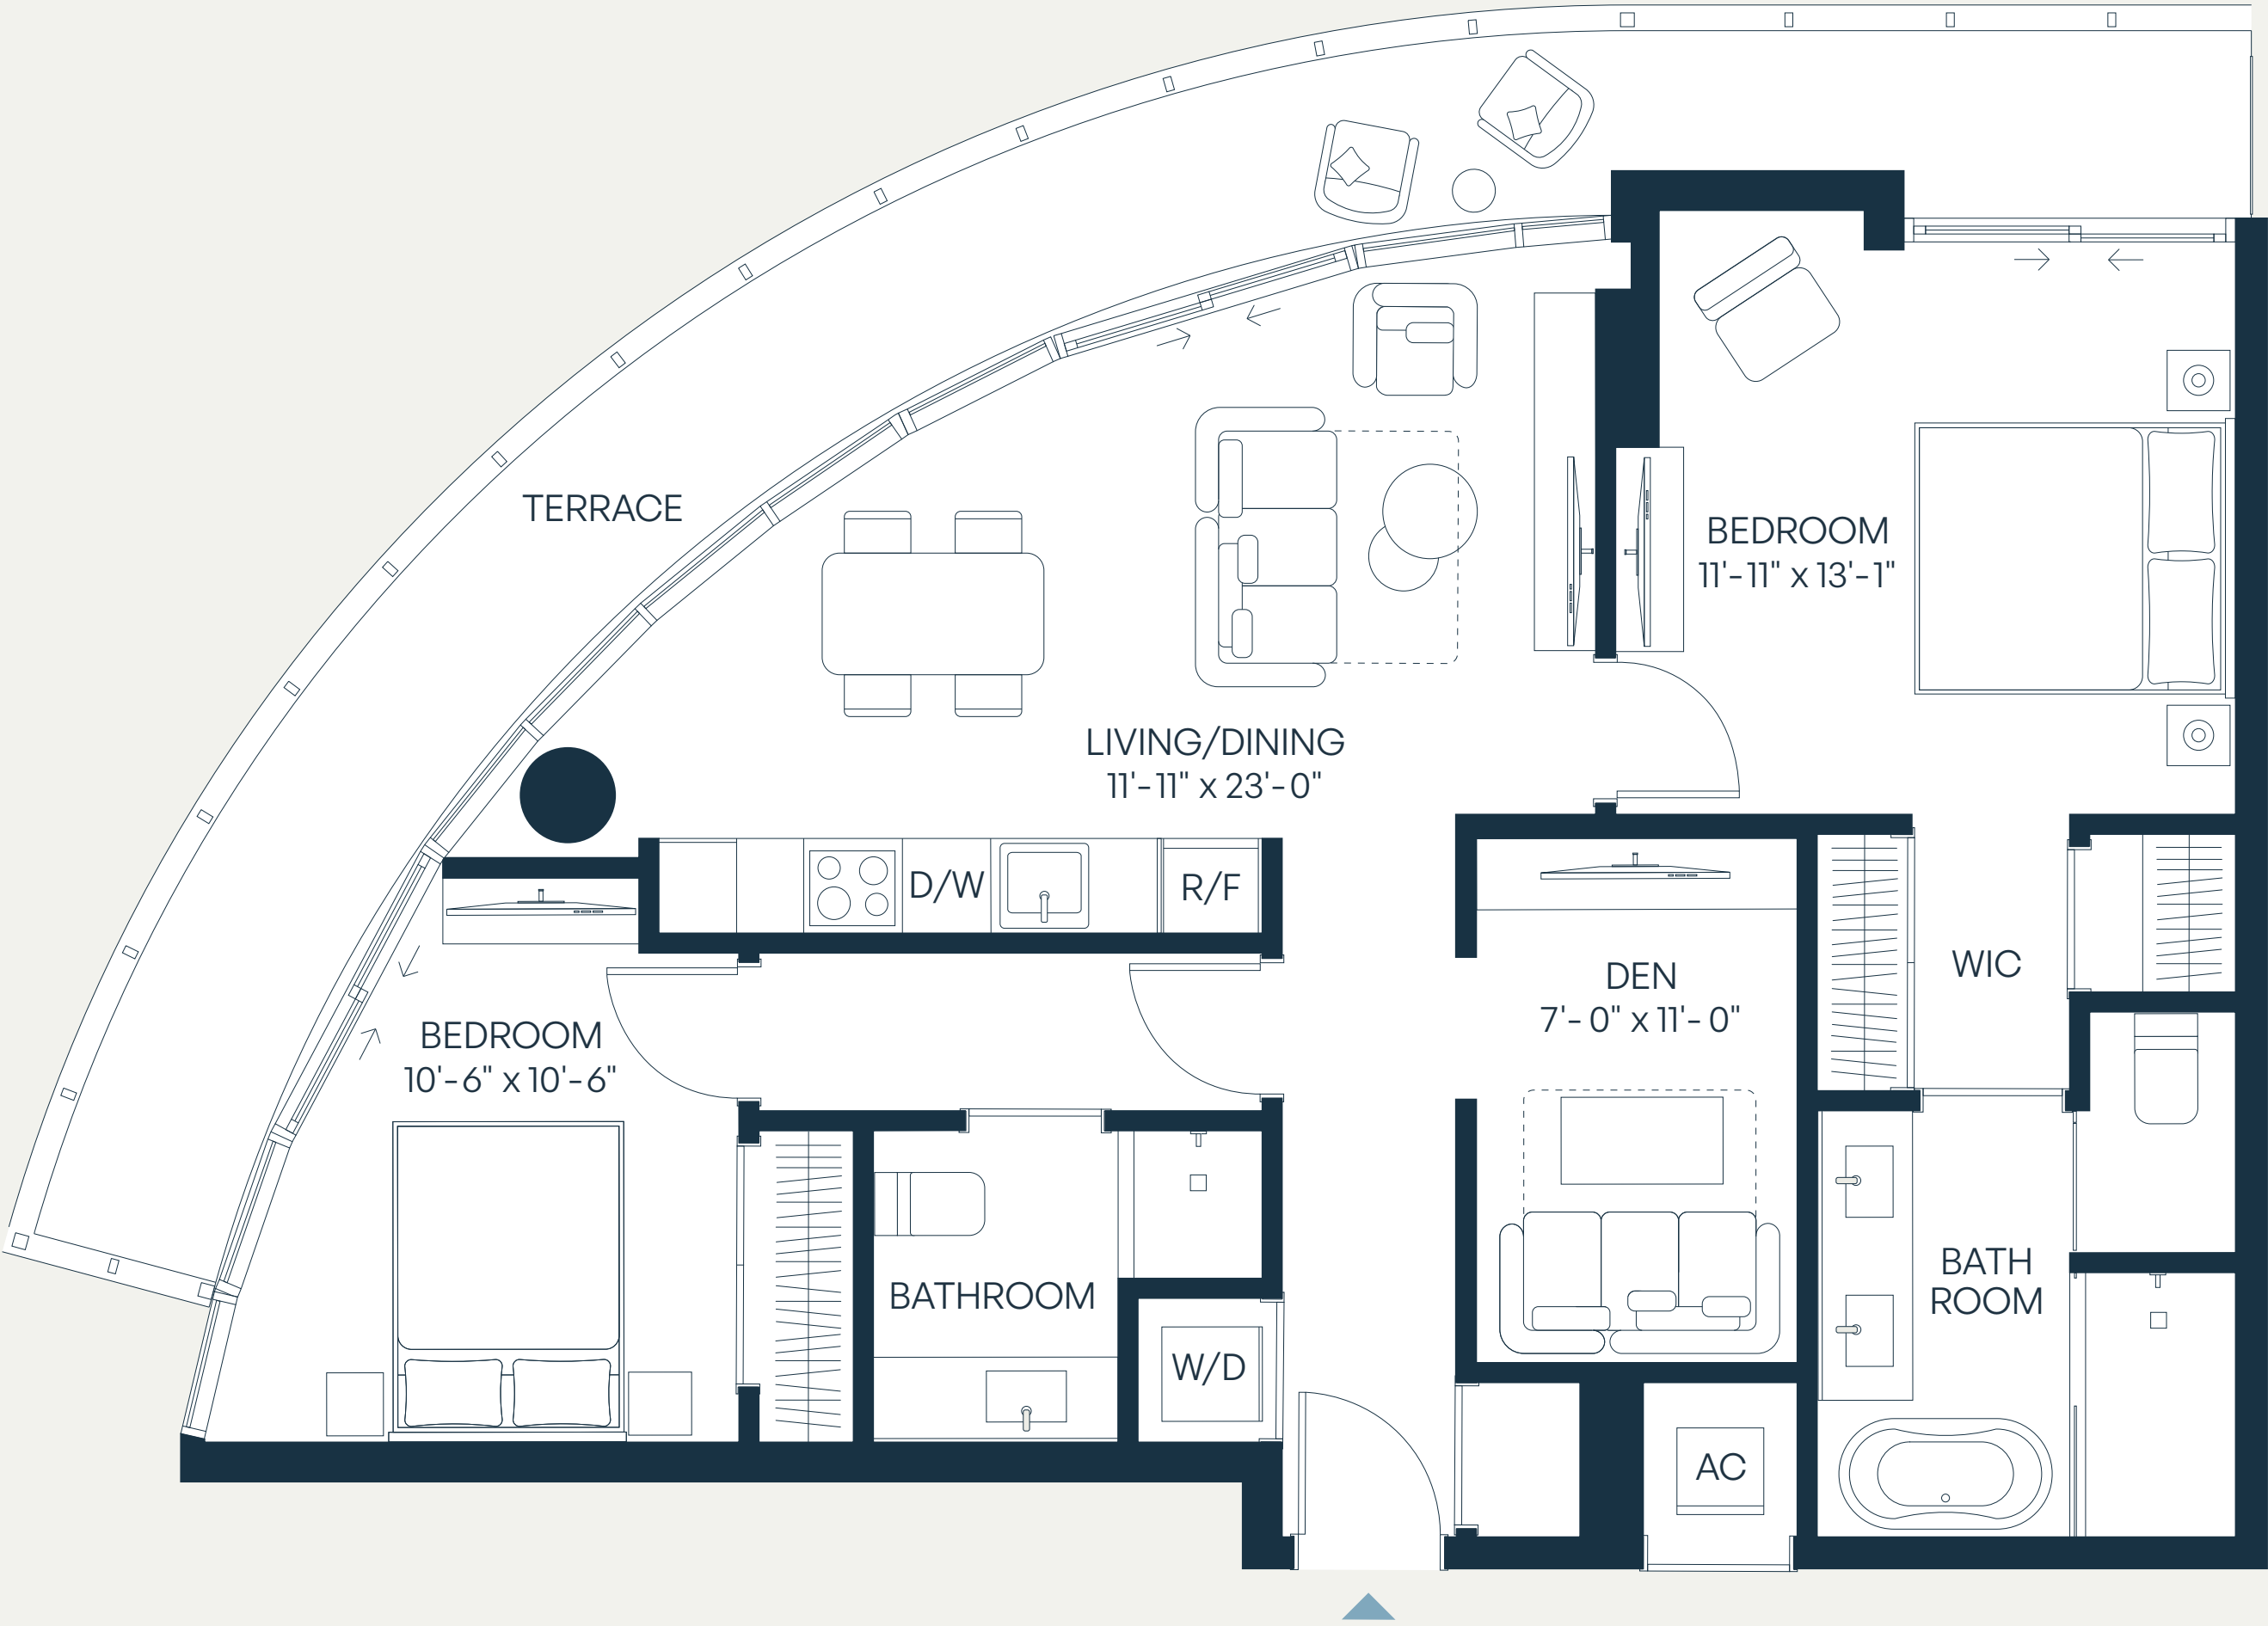 TERRACE
BEDROOM
11'-11" x 13'-1"
LIVING/DINING
11'-11" x 23'-0"
D/W
R/F
DEN
7'-0" x 11'-0"
WIC
BEDROOM
10'-6" x 10'-6"
BATHROOM
BATH
ROOM
W/D
AC